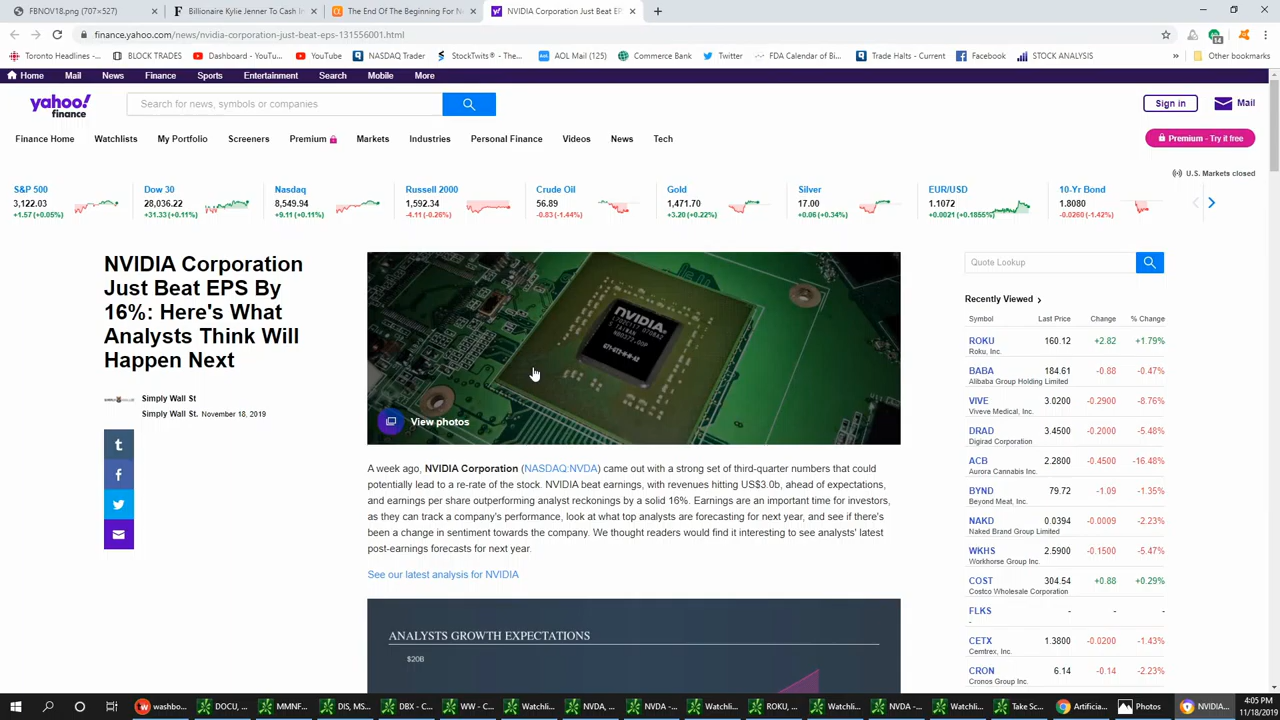 FBNOV18.png (707×527)
Billionaire Kylie Jenner To Cash In
The End Of The Beginning For Ne
NVIDIA Corporation Just Beat EP
finance.yahoo.com/news/nvidia-corporation-just-beat-eps-131556001.html
Toronto Headlines -...
BLOCK TRADES
Dashboard - YouTu...
YouTube
NASDAQ Trader
StockTwits® - The...
AOL Mail (125)
Commerce Bank
Twitter
FDA Calendar of Bi...
Trade Halts - Current
Facebook
STOCK ANALYSIS
»
Other bookmarks
Home Mail News Finance Sports Entertainment Search Mobile More
yahoo!
finance
Search for news, symbols or companies
Sign in
Mail
Finance Home Watchlists My Portfolio Screeners Premium Markets Industries Personal Finance Videos News Tech
Premium - Try it free
U.S. Markets closed
S&P 500
3,122.03
+1.57 (+0.05%)
Dow 30
28,036.22
+31.33 (+0.11%)
Nasdaq
8,549.94
+9.11 (+0.11%)
Russell 2000
1,592.34
-4.11 (-0.26%)
Crude Oil
56.89
-0.83 (-1.44%)
Gold
1,471.70
+3.20 (+0.22%)
Silver
17.00
+0.06 (+0.34%)
EUR/USD
1.1072
+0.0021 (+0.1855%)
10-Yr Bond
1.8080
-0.0260 (-1.42%)
NVIDIA Corporation
Just Beat EPS By
16%: Here's What
Analysts Think Will
Happen Next
Simply Wall St
Simply Wall St. November 18, 2019
NVIDIA.
View photos
A week ago, NVIDIA Corporation (NASDAQ:NVDA) came out with a strong set of third-quarter numbers that could
potentially lead to a re-rate of the stock. NVIDIA beat earnings, with revenues hitting US$3.0b, ahead of expectations,
and earnings per share outperforming analyst reckonings by a solid 16%. Earnings are an important time for investors,
as they can track a company's performance, look at what top analysts are forecasting for next year, and see if there's
been a change in sentiment towards the company. We thought readers would find it interesting to see analysts' latest
post-earnings forecasts for next year.
See our latest analysis for NVIDIA
ANALYSTS GROWTH EXPECTATIONS
$20B
Quote Lookup
Recently Viewed
Symbol Last Price Change % Change
ROKU 160.12 +2.82 +1.79%
Roku, Inc.
BABA 184.61 -0.88 -0.47%
Alibaba Group Holding Limited
VIVE 3.0200 -0.2900 -8.76%
Viveve Medical, Inc.
DRAD 3.4500 -0.2000 -5.48%
Digirad Corporation
ACB 2.2800 -0.4500 -16.48%
Aurora Cannabis Inc.
BYND 79.72 -1.09 -1.35%
Beyond Meat, Inc.
NAKD 0.0394 -0.0009 -2.23%
Naked Brand Group Limited
WKHS 2.5900 -0.1500 -5.47%
Workhorse Group Inc.
COST 304.54 +0.88 +0.29%
Costco Wholesale Corporation
FLKS - - -
-
CETX 1.3800 -0.0200 -1.43%
Cemtrex, Inc.
CRON 6.14 -0.14 -2.23%
Cronos Group Inc.
washbo...
DOCU, ...
MMNF...
DIS, MS...
DBX - C...
WW - C...
Watchli...
NVDA, ...
NVDA -...
Watchli...
ROKU, ...
Watchli...
NVDA -...
Watchli...
Take Sc...
Artificia...
Photos
NVIDIA...
4:05 PM
11/18/2019